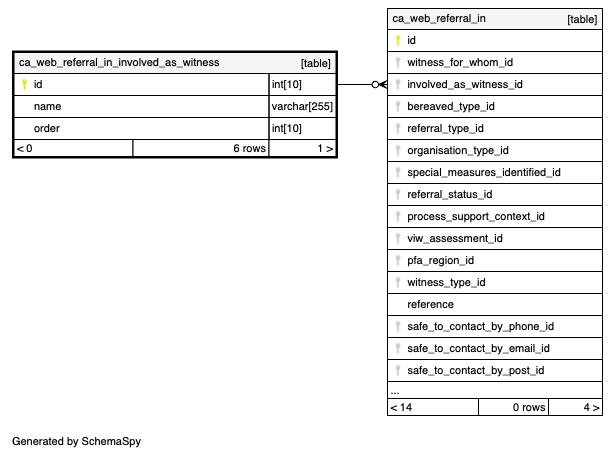 ca_web_referral_in_involved_as_witness [table]
id int[10]
name varchar[255]
order int[10]
< 0 6 rows 1 >
ca_web_referral_in [table]
id
witness_for_whom_id
involved_as_witness_id
bereaved_type_id
referral_type_id
organisation_type_id
special_measures_identified_id
referral_status_id
process_support_context_id
viw_assessment_id
pfa_region_id
witness_type_id
reference
safe_to_contact_by_phone_id
safe_to_contact_by_email_id
safe_to_contact_by_post_id
...
< 14 0 rows 4 >
Generated by SchemaSpy